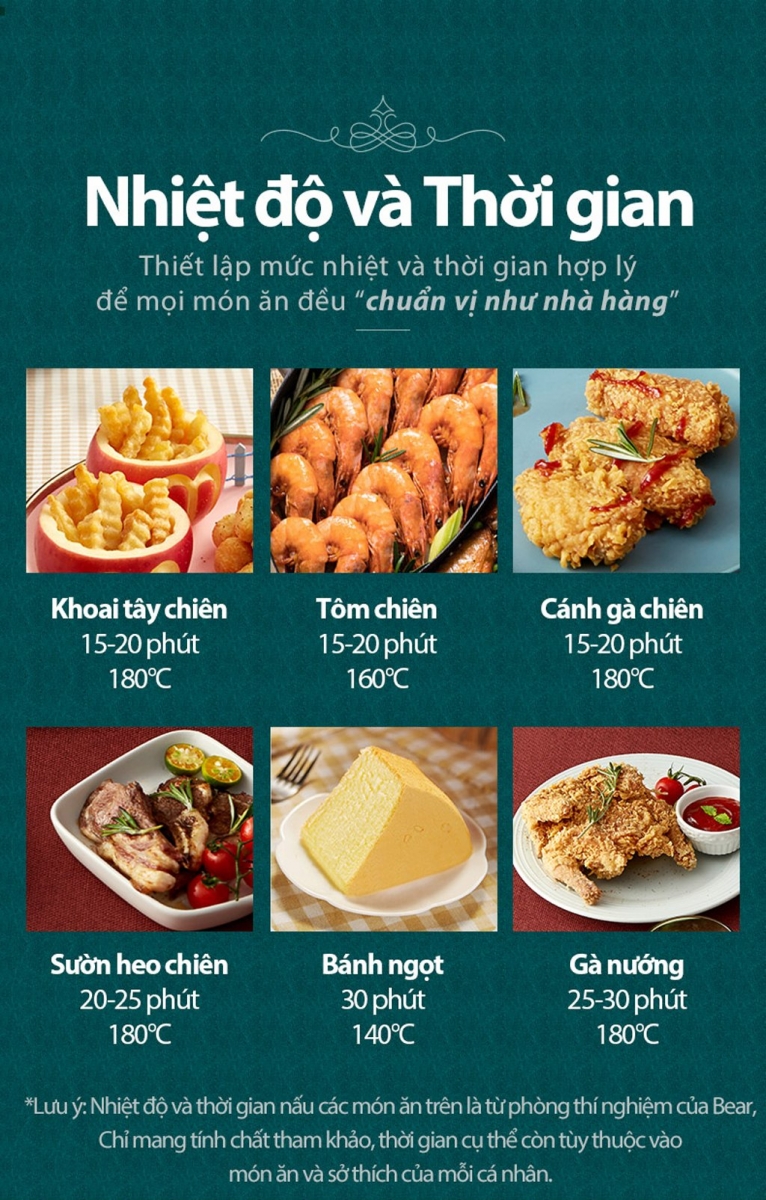 Nhiệt độ và Thời gian
Thiết lập mức nhiệt và thời gian hợp lý
để mọi món ăn đều “chuẩn vị như nhà hàng”
Khoai tây chiên
15-20 phút
180℃
Tôm chiên
15-20 phút
160℃
Cánh gà chiên
15-20 phút
180℃
Sườn heo chiên
20-25 phút
180℃
Bánh ngọt
30 phút
140℃
Gà nướng
25-30 phút
180℃
*Lưu ý: Nhiệt độ và thời gian nấu các món ăn trên là từ phòng thí nghiệm của Bear,
Chỉ mang tính chất tham khảo, thời gian cụ thể còn tùy thuộc vào
món ăn và sở thích của mỗi cá nhân.